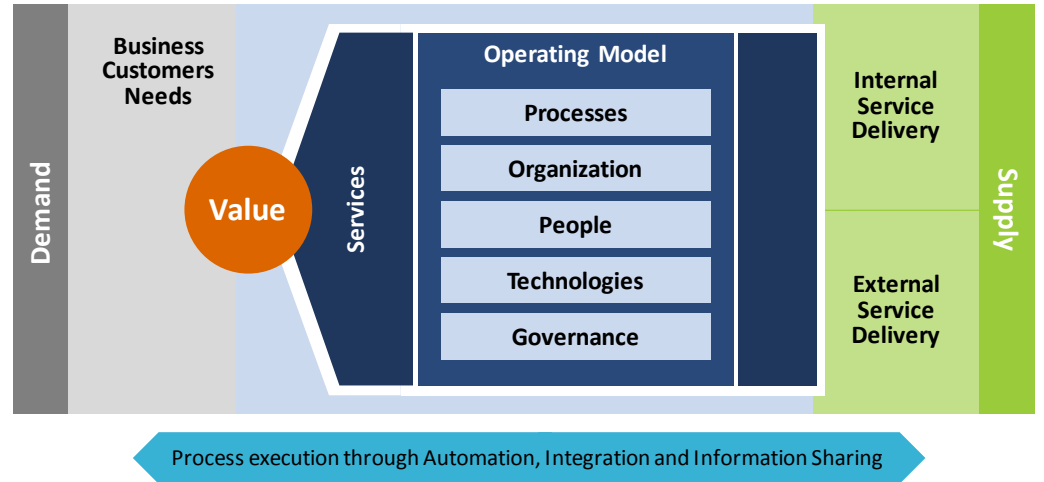 Demand
Business
Customers
Needs
Value
Services
Operating Model
Processes
Organization
People
Technologies
Governance
Internal
Service
Delivery
External
Service
Delivery
Supply
Process execution through Automation, Integration and Information Sharing